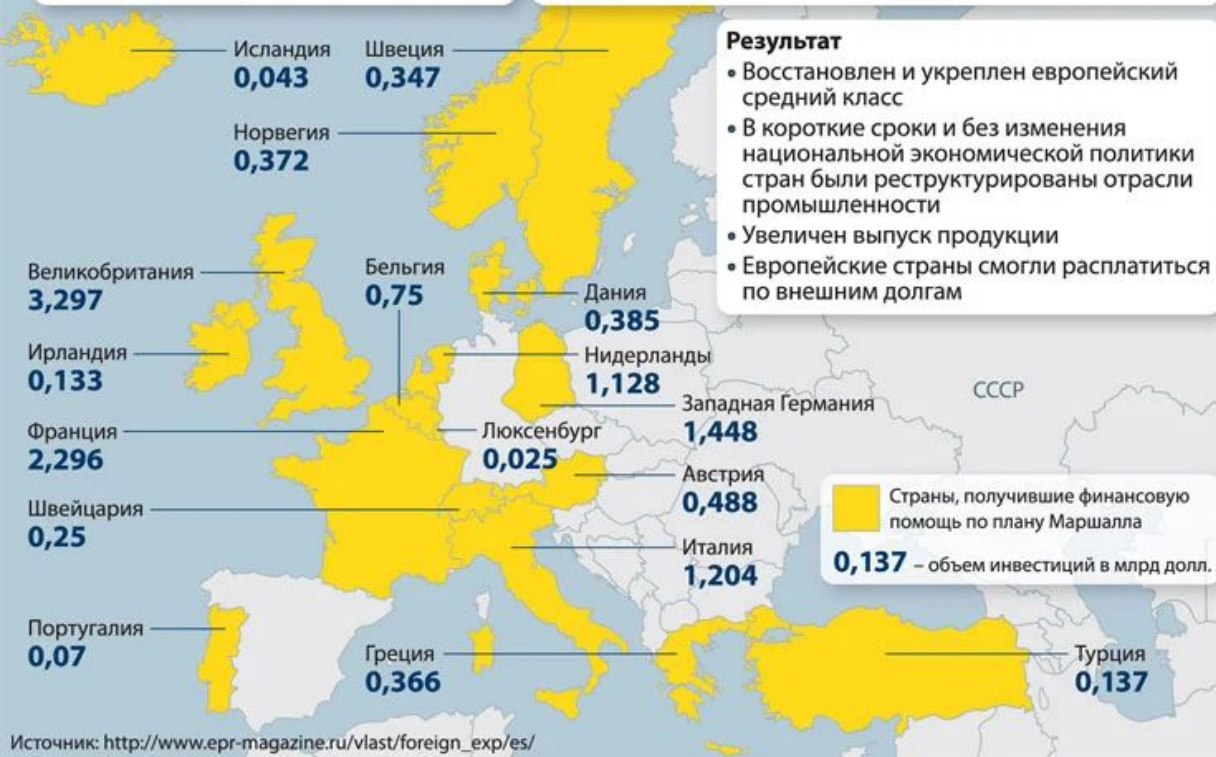 Исландия
0,043
Швеция
0,347
Норвегия
0,372
Результат
• Восстановлен и укреплен европейский
средний класс
• В короткие сроки и без изменения
национальной экономической политики
стран были реструктурированы отрасли
промышленности
• Увеличен выпуск продукции
• Европейские страны смогли расплатиться
по внешним долгам
Великобритания
3,297
Бельгия
0,75
Дания
0,385
Ирландия
0,133
Нидерланды
1,128
СССР
Западная Германия
1,448
Франция
2,296
Люксенбург
0,025
Австрия
0,488
Швейцария
0,25
Италия
1,204
Страны, получившие финансовую
помощь по плану Маршалла
0,137 – объем инвестиций в млрд долл.
Португалия
0,07
Греция
0,366
Турция
0,137
Источник: http://www.epr-magazine.ru/vlast/foreign_exp/es/